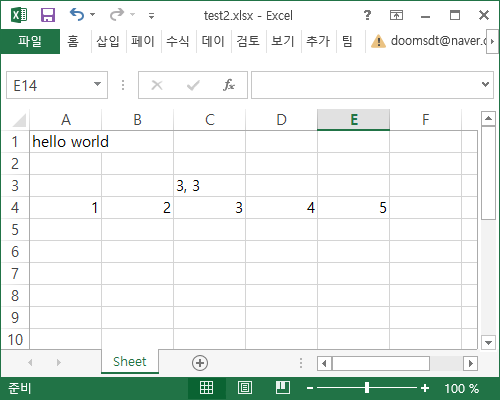 test2.xlsx - Excel
파일 홈 삽입 페이 수식 데이 검토 보기 추가 팀 doomsdt@naver.c
E14 fx
A B C D E F
1 hello world
2
3 3, 3
4 1 2 3 4 5
5
6
7
8
9
10
Sheet
준비 100 %